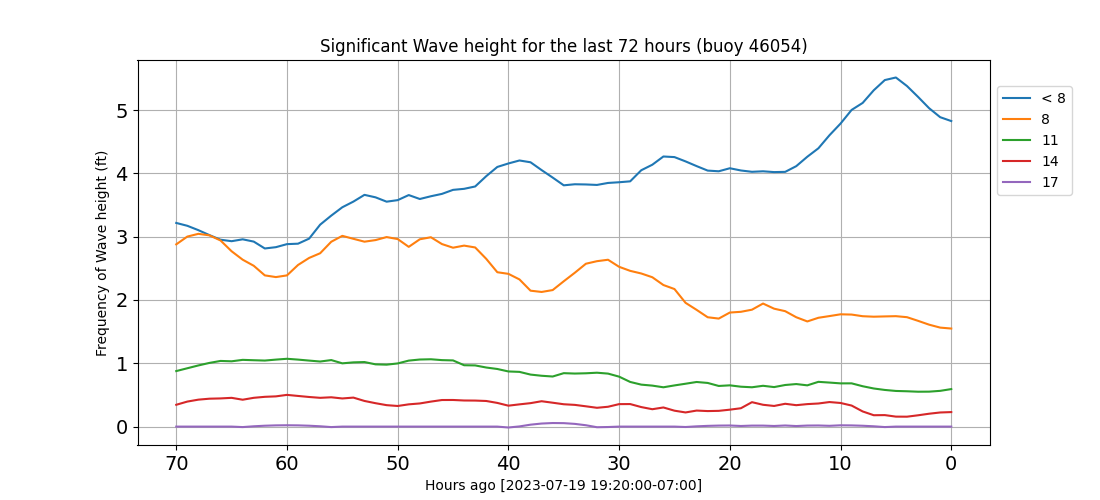 Significant Wave height for the last 72 hours (buoy 46054)
Frequency of Wave height (ft)
5
4
3
2
1
0
70 60 50 40 30 20 10 0
Hours ago [2023-07-19 19:20:00-07:00]
< 8
8
11
14
17